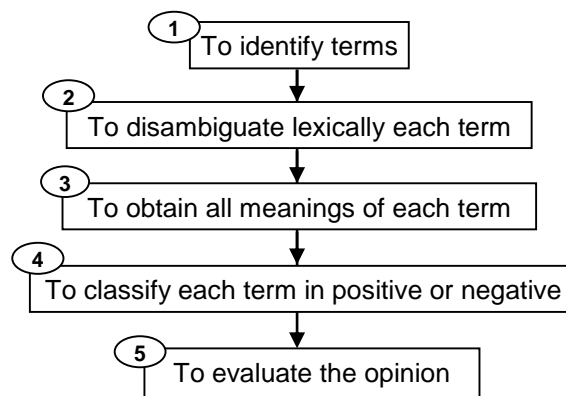 1
To identify terms
2
To disambiguate lexically each term
3
To obtain all meanings of each term
4
To classify each term in positive or negative
5
To evaluate the opinion